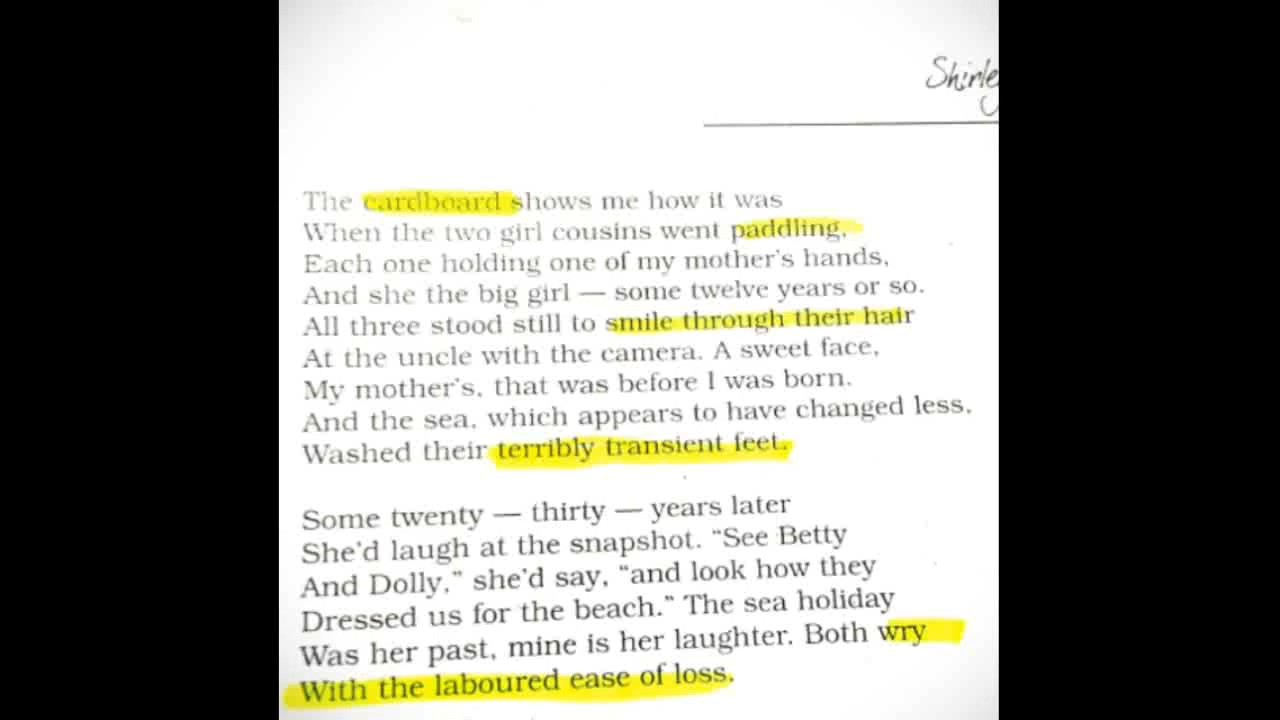 Shirley
The cardboard shows me how it was
When the two girl cousins went paddling,
Each one holding one of my mother's hands,
And she the big girl — some twelve years or so.
All three stood still to smile through their hair
At the uncle with the camera. A sweet face,
My mother's, that was before I was born.
And the sea, which appears to have changed less,
Washed their terribly transient feet.
Some twenty — thirty — years later
She'd laugh at the snapshot. “See Betty
And Dolly,” she'd say, “and look how they
Dressed us for the beach.” The sea holiday
Was her past, mine is her laughter. Both wry
With the laboured ease of loss.